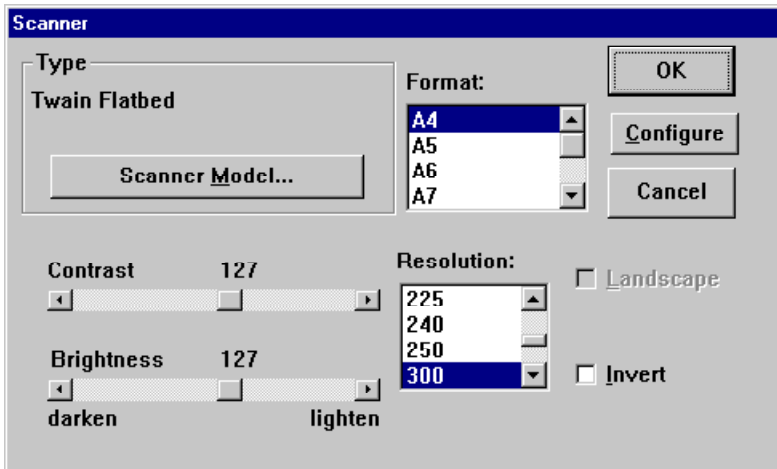 Scanner
Type
Twain Flatbed
Scanner Model...
Format:
A4
A5
A6
A7
OK
Configure
Cancel
Contrast 127
Brightness 127
darken lighten
Resolution:
225
240
250
300
Landscape
Invert